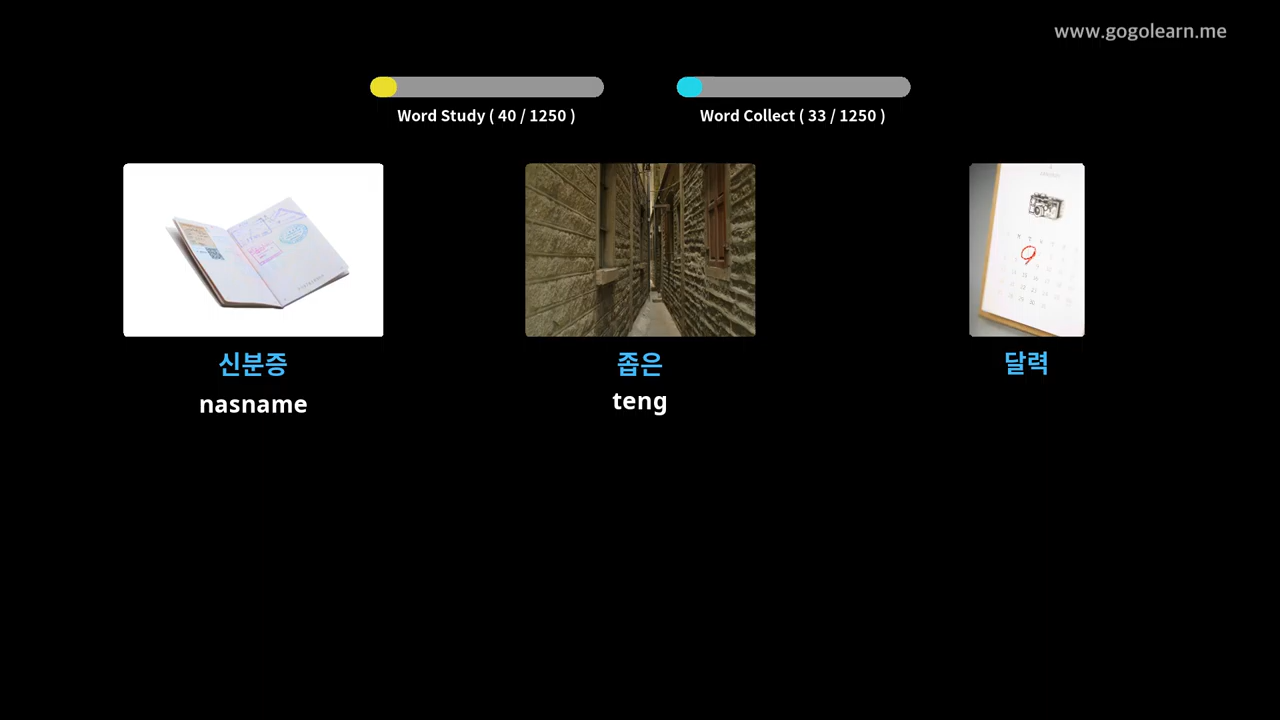 www.gogolearn.me
Word Study ( 40 / 1250 )
Word Collect ( 33 / 1250 )
신분증
좁은
달력
nasname
teng